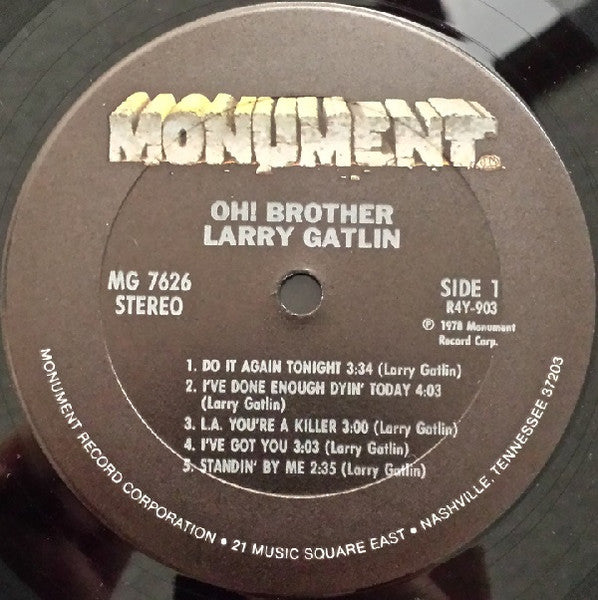 MONUMENT
OH! BROTHER
LARRY GATLIN
MG 7626
STEREO
SIDE 1
R4Y-903
℗ 1978 Monument
Record Corp.
1. DO IT AGAIN TONIGHT 3:34 (Larry Gatlin)
2. I'VE DONE ENOUGH DYIN' TODAY 4:03
(Larry Gatlin)
3. L.A. YOU'RE A KILLER 3:00 (Larry Gatlin)
4. I'VE GOT YOU 3:03 (Larry Gatlin)
5. STANDIN' BY ME 2:35 (Larry Gatlin)
MONUMENT RECORD CORPORATION • 21 MUSIC SQUARE EAST • NASHVILLE, TENNESSEE 37203